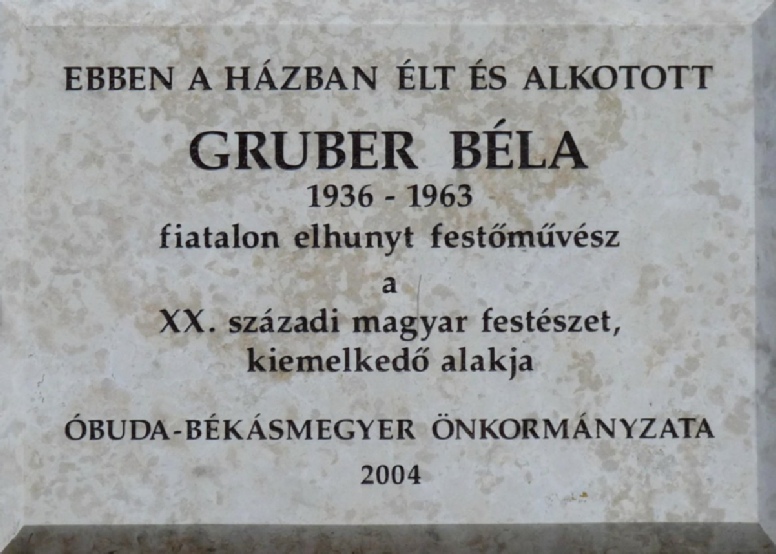 EBBEN A HÁZBAN ÉLT ÉS ALKOTOTT
GRUBER BÉLA
1936 - 1963
fiatalon elhunyt festőművész
a
XX. századi magyar festészet,
kiemelkedő alakja
ÓBUDA-BÉKÁSMEGYER ÖNKORMÁNYZATA
2004